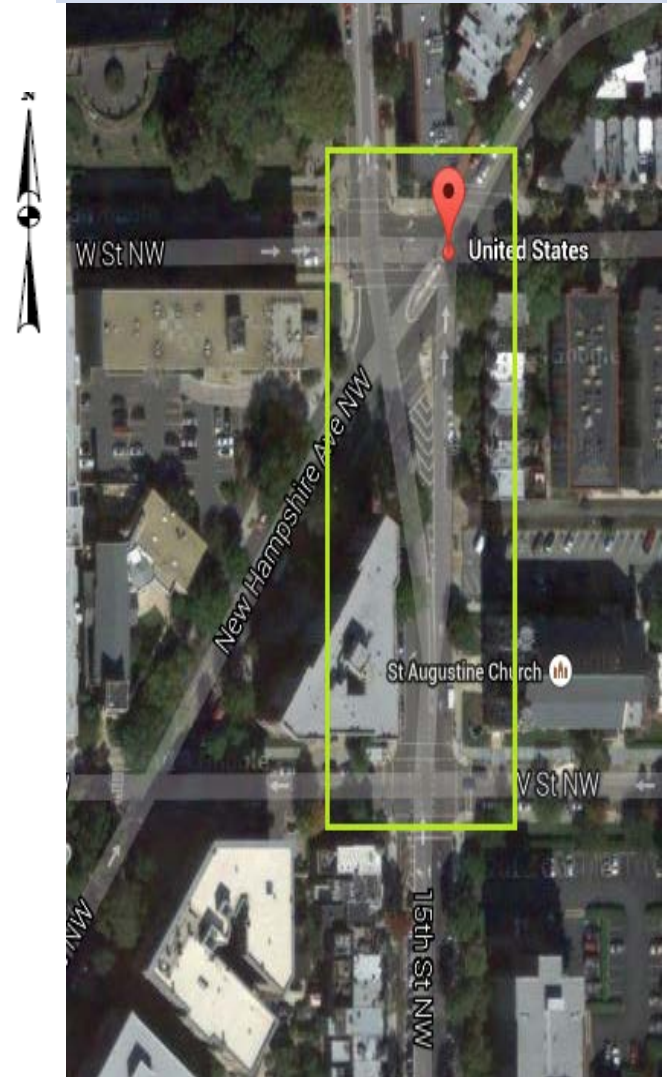 N
W St NW
United States
New Hampshire Ave NW
St Augustine Church
V St NW
NW
15th St NW